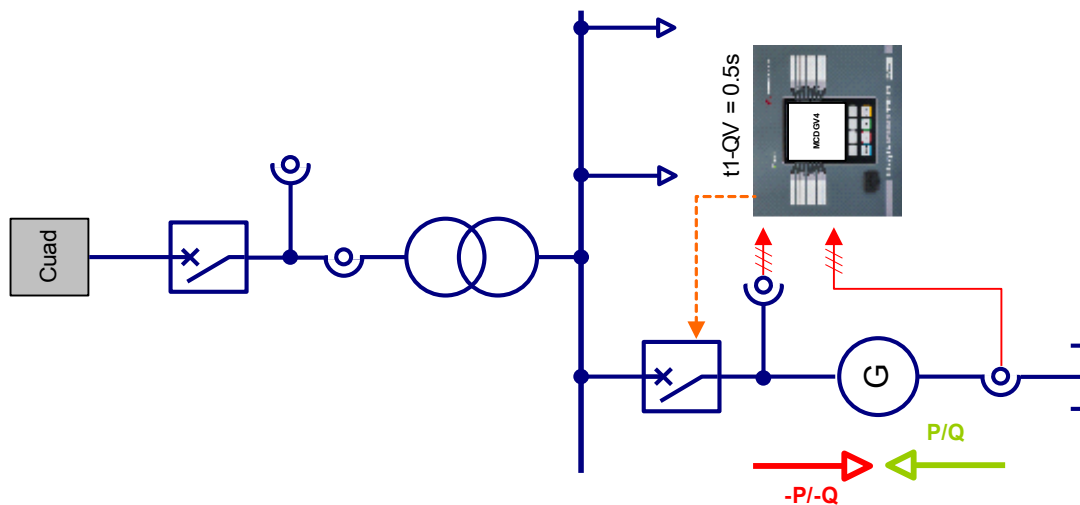 Cuad
t1-QV = 0.5s
MCDGV4
G
P/Q
-P/-Q